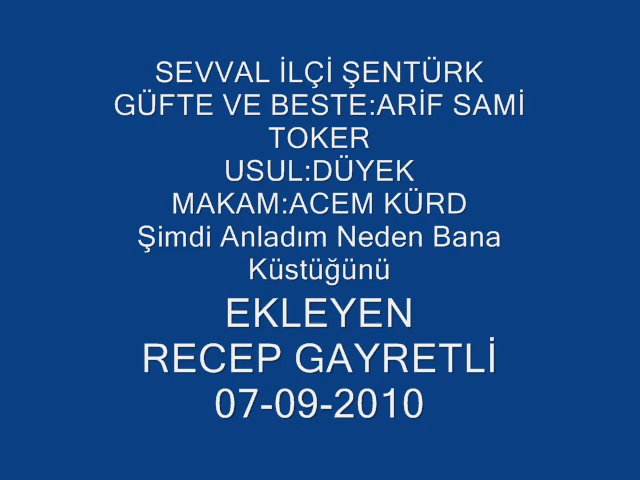 SEVVAL İLÇİ ŞENTÜRK
GÜFTE VE BESTE:ARİF SAMİ
TOKER
USUL:DÜYEK
MAKAM:ACEM KÜRD
Şimdi Anladım Neden Bana
Küstüğünü
EKLEYEN
RECEP GAYRETLİ
07-09-2010